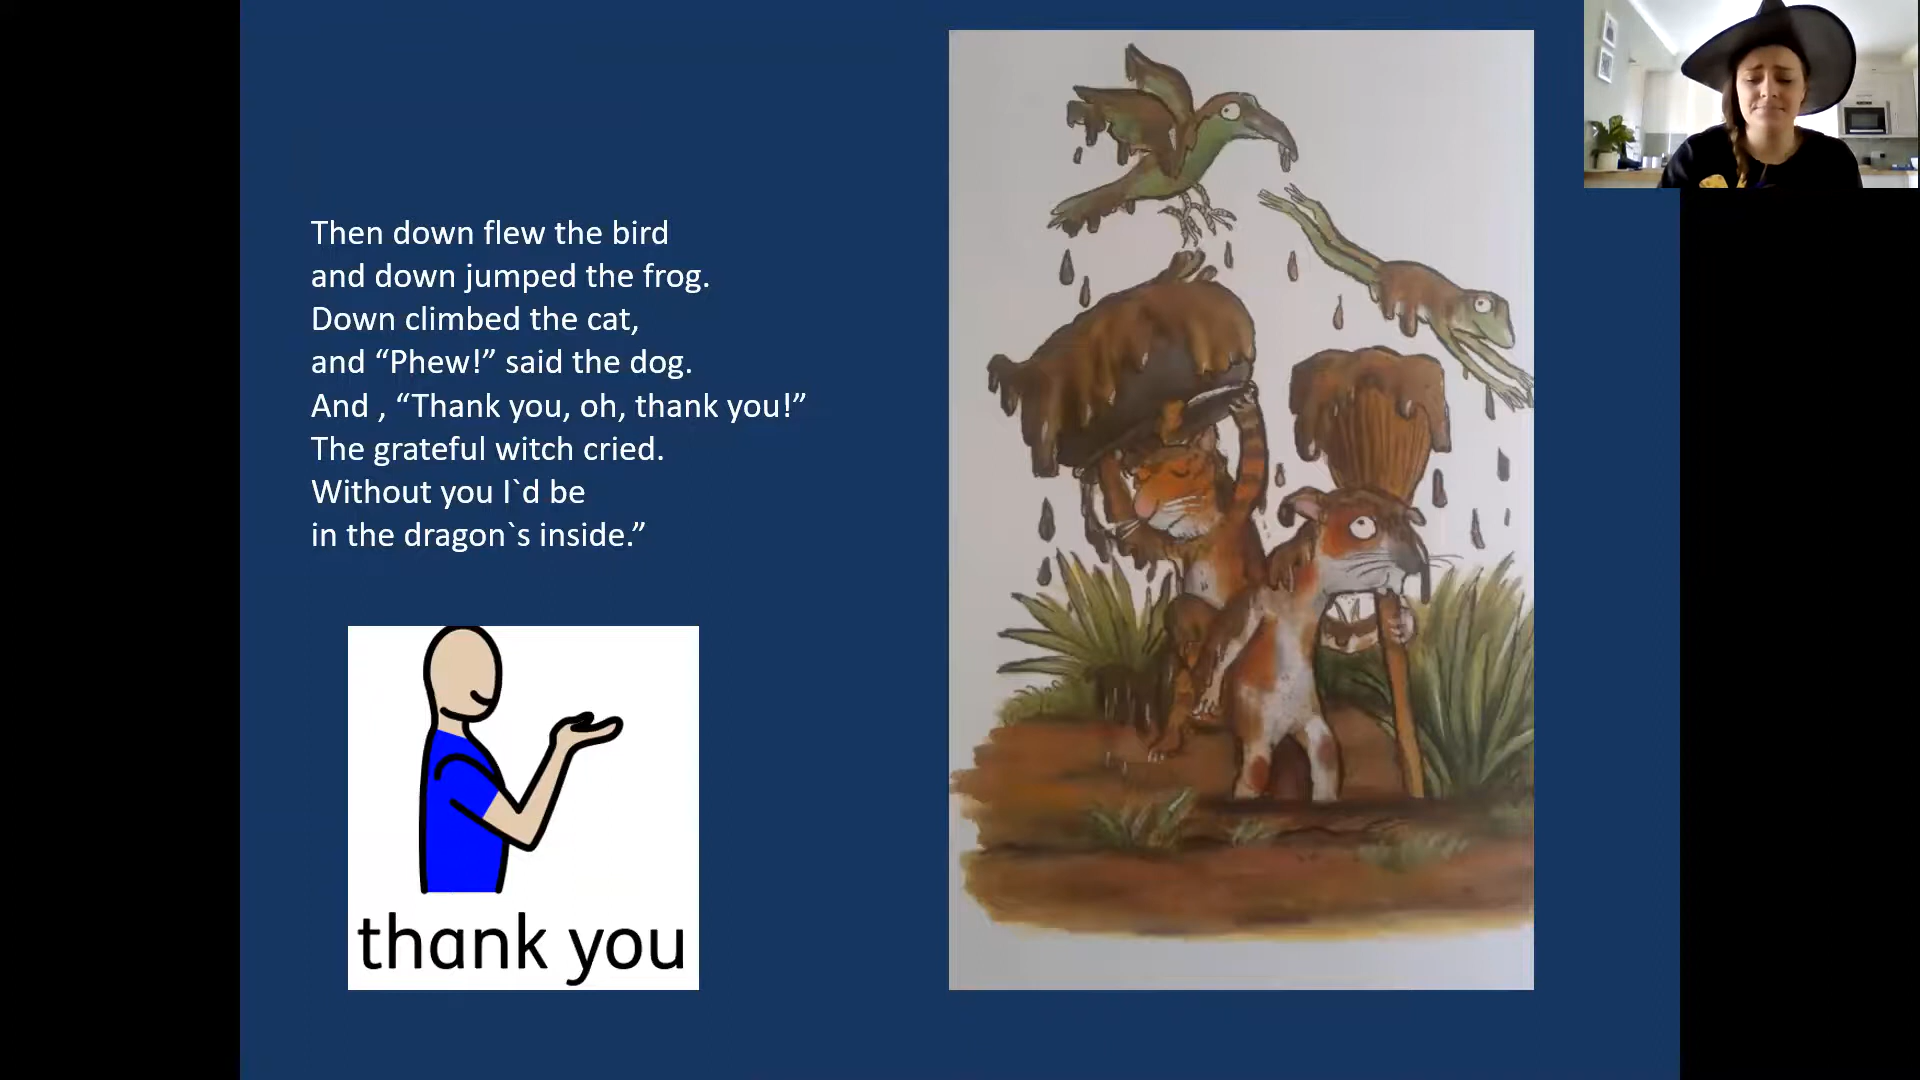 Then down flew the bird
and down jumped the frog.
Down climbed the cat,
and “Phew!” said the dog.
And , “Thank you, oh, thank you!”
The grateful witch cried.
Without you I`d be
in the dragon`s inside.”
thank you